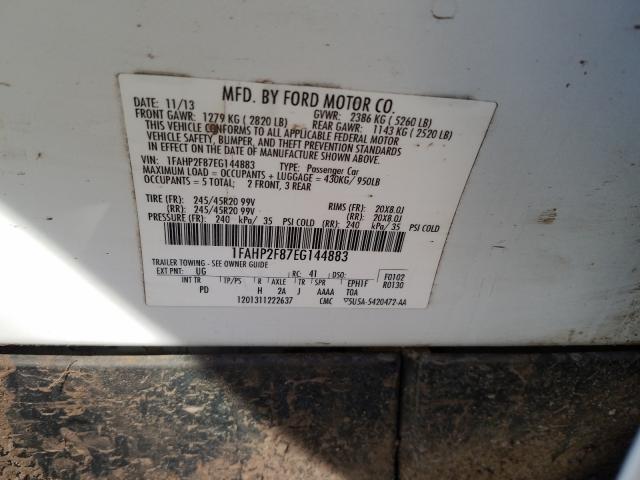 MFD. BY FORD MOTOR CO.
DATE: 11/13 GVWR: 2386 KG ( 5260 LB)
FRONT GAWR: 1279 KG ( 2820 LB) REAR GAWR: 1143 KG ( 2520 LB)
THIS VEHICLE CONFORMS TO ALL APPLICABLE FEDERAL MOTOR
VEHICLE SAFETY, BUMPER, AND THEFT PREVENTION STANDARDS
IN EFFECT ON THE DATE OF MANUFACTURE SHOWN ABOVE.
VIN: 1FAHP2F87EG144883 TYPE: Passenger Car
MAXIMUM LOAD = OCCUPANTS + LUGGAGE = 430KG/ 950LB
OCCUPANTS = 5 TOTAL; 2 FRONT, 3 REAR
TIRE (FR): 245/45R20 99V RIMS (FR): 20X8.0J
(RR): 245/45R20 99V (RR): 20X8.0J
PRESSURE (FR): 240 kPa/ 35 PSI COLD (RR): 240 kPa/ 35 PSI COLD
1FAHP2F87EG144883
TRAILER TOWING - SEE OWNER GUIDE
EXT PNT: UG RC: 41 DSO: F0102
INT TR TP/PS R AXLE TR SPR EPH1F R0130
PD H 2A J AAAA TOA
1201311222637 CMC 5U5A-5420472-AA